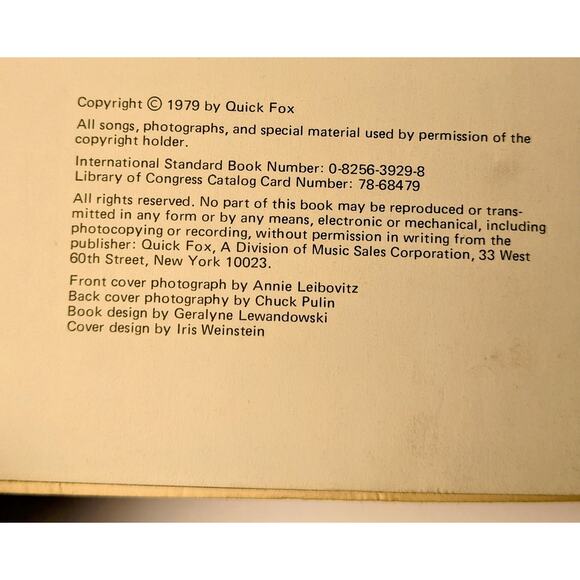 Copyright © 1979 by Quick Fox
All songs, photographs, and special material used by permission of the
copyright holder.
International Standard Book Number: 0-8256-3929-8
Library of Congress Catalog Card Number: 78-68479
All rights reserved. No part of this book may be reproduced or trans-
mitted in any form or by any means, electronic or mechanical, including
photocopying or recording, without permission in writing from the
publisher: Quick Fox, A Division of Music Sales Corporation, 33 West
60th Street, New York 10023.
Front cover photograph by Annie Leibovitz
Back cover photography by Chuck Pulin
Book design by Geralyne Lewandowski
Cover design by Iris Weinstein